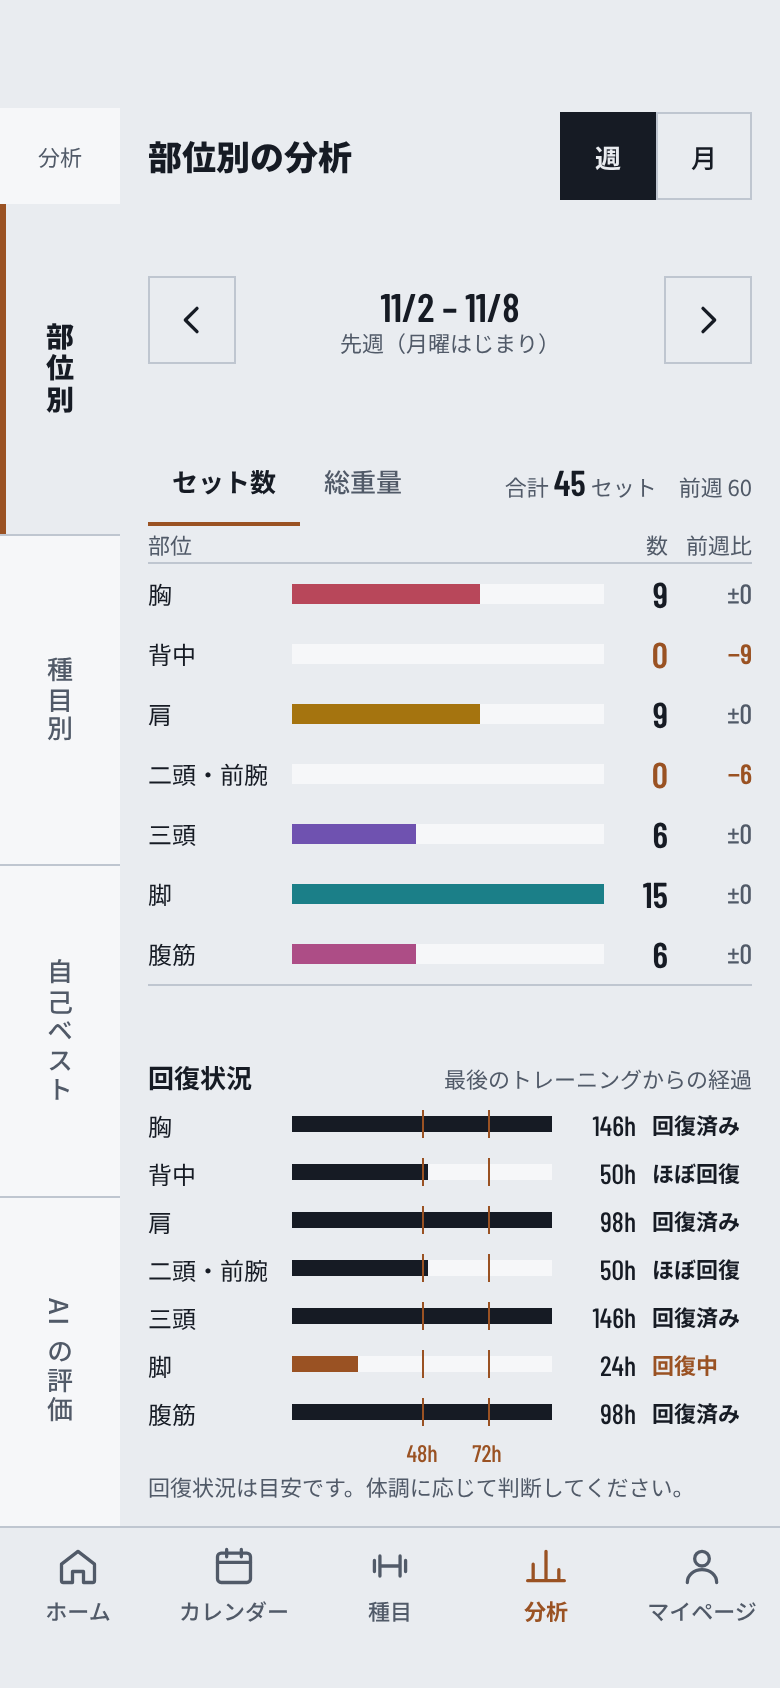 分析
部位別の分析
週
月
部位別
11/2 – 11/8
先週（月曜はじまり）
セット数
総重量
合計 45 セット 前週 60
部位 数 前週比
胸 9 ±0
背中 0 −9
肩 9 ±0
二頭・前腕 0 −6
三頭 6 ±0
脚 15 ±0
腹筋 6 ±0
種目別
自己ベスト
AI の評価
回復状況 最後のトレーニングからの経過
胸 146h 回復済み
背中 50h ほぼ回復
肩 98h 回復済み
二頭・前腕 50h ほぼ回復
三頭 146h 回復済み
脚 24h 回復中
腹筋 98h 回復済み
48h 72h
回復状況は目安です。体調に応じて判断してください。
ホーム
カレンダー
種目
分析
マイページ